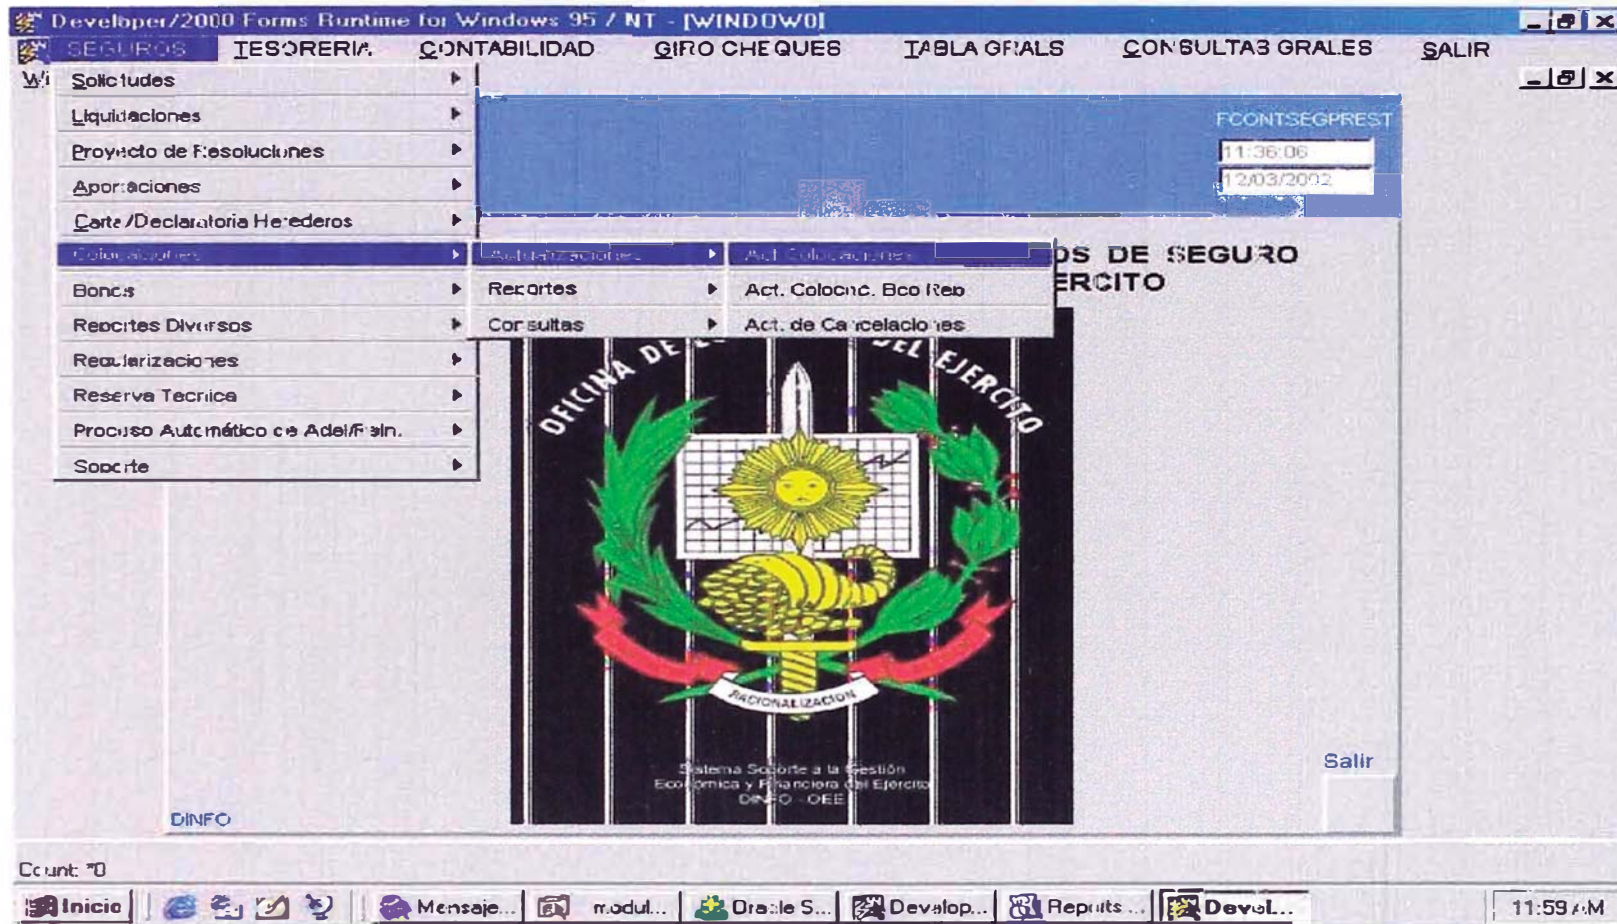 Developer/2000 Forms Runtime for Windows 95 / NT - [WINDOW0]
SEGUROS TESORERIA CONTABILIDAD GIRO CHEQUES TABLA GRALS CONSULTAS GRALES SALIR
Wi
Solicitudes
Liquidaciones
Proyecto de Resoluciones
Aportaciones
Carta/Declaratoria Herederos
Colocaciones
Bonos
Reportes Diversos
Regularizaciones
Reserva Tecnica
Proceso Automático de Adel/Rein.
Soporte
Actualizaciones
Reportes
Consultas
Act. Colocaciones
Act. Colocac. Bco Rep
Act. de Cancelaciones
FCONTSEGPREST
11:36:06
12/03/2002
OS DE SEGURO
ERCITO
OFICINA DE DEL EJERCITO
RACIONALIZACION
Sistema Soporte a la Gestión
Económica y Financiera del Ejército
DINFO - OEE
Salir
DINFO
Count: *0
Inicio Mensaje... modul... Oracle S... Develop... Reports ... Devel... 11:59 AM